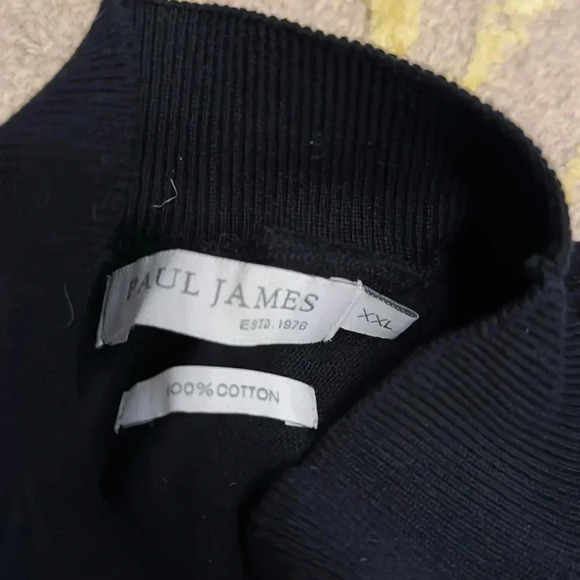 PAUL JAMES
ESTD. 1976
XXL
100% COTTON